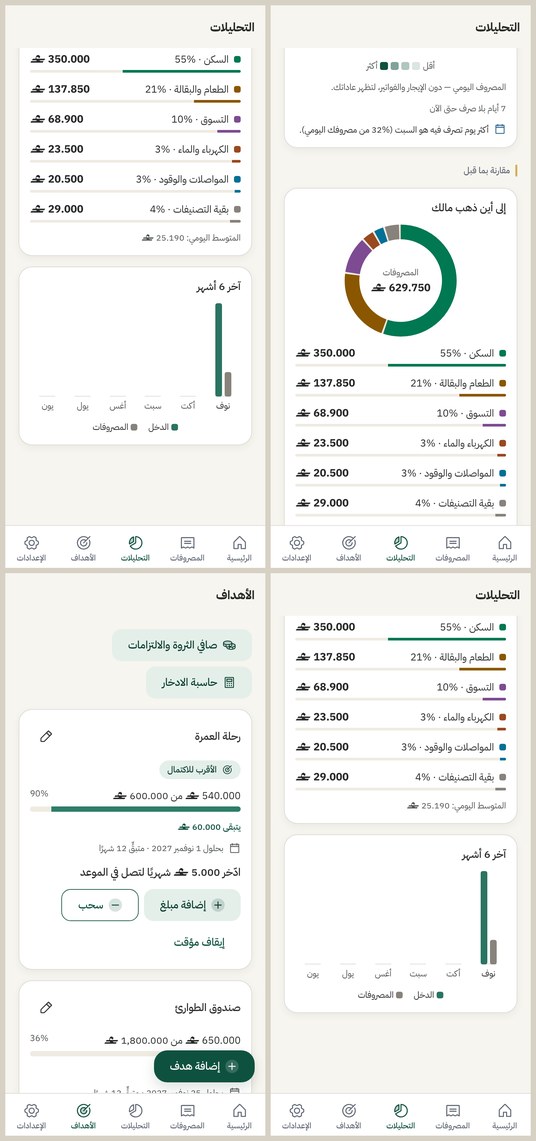 التحليلات
أقل أكثر
المصروف اليومي — دون الإيجار والفواتير، لتظهر عاداتك.
7 أيام بلا صرف حتى الآن
أكثر يوم تصرف فيه هو السبت (32% من مصروفك اليومي).
مقارنة بما قبل
إلى أين ذهب مالك
المصروفات
629.750
السكن · 55% 350.000
الطعام والبقالة · 21% 137.850
التسوق · 10% 68.900
الكهرباء والماء · 3% 23.500
المواصلات والوقود · 3% 20.500
بقية التصنيفات · 4% 29.000
الرئيسية المصروفات التحليلات الأهداف الإعدادات
التحليلات
السكن · 55% 350.000
الطعام والبقالة · 21% 137.850
التسوق · 10% 68.900
الكهرباء والماء · 3% 23.500
المواصلات والوقود · 3% 20.500
بقية التصنيفات · 4% 29.000
المتوسط اليومي: 25.190
آخر 6 أشهر
نوف أكت سبت أغس يول يون
الدخل المصروفات
الرئيسية المصروفات التحليلات الأهداف الإعدادات
التحليلات
السكن · 55% 350.000
الطعام والبقالة · 21% 137.850
التسوق · 10% 68.900
الكهرباء والماء · 3% 23.500
المواصلات والوقود · 3% 20.500
بقية التصنيفات · 4% 29.000
المتوسط اليومي: 25.190
آخر 6 أشهر
نوف أكت سبت أغس يول يون
الدخل المصروفات
الرئيسية المصروفات التحليلات الأهداف الإعدادات
الأهداف
صافي الثروة والالتزامات
حاسبة الادخار
رحلة العمرة
الأقرب للاكتمال
540.000 من 600.000 90%
يتبقى 60.000
بحلول 1 نوفمبر 2027 · متبقٍّ 12 شهرًا
ادّخر 5.000 شهريًا لتصل في الموعد
إضافة مبلغ سحب
إيقاف مؤقت
صندوق الطوارئ
650.000 من 1,800.000 36%
إضافة هدف
الرئيسية المصروفات التحليلات الأهداف الإعدادات